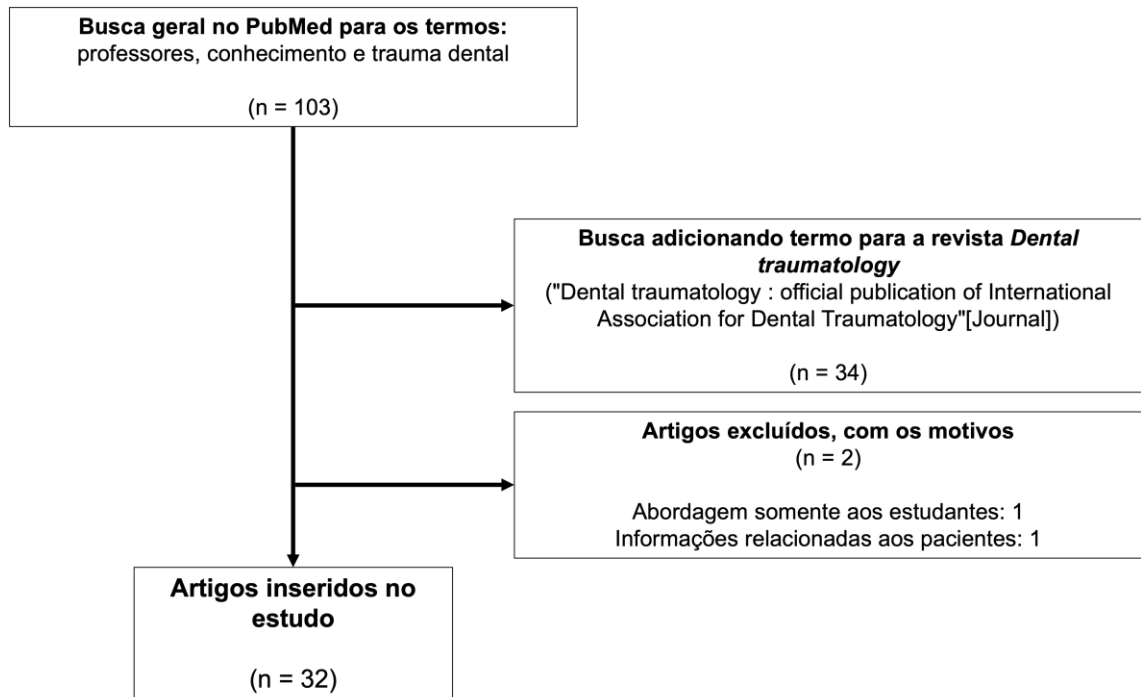 Busca geral no PubMed para os termos:
professores, conhecimento e trauma dental
(n = 103)
Busca adicionando termo para a revista Dental
traumatology
("Dental traumatology : official publication of International
Association for Dental Traumatology"[Journal])
(n = 34)
Artigos excluídos, com os motivos
(n = 2)
Abordagem somente aos estudantes: 1
Informações relacionadas aos pacientes: 1
Artigos inseridos no
estudo
(n = 32)